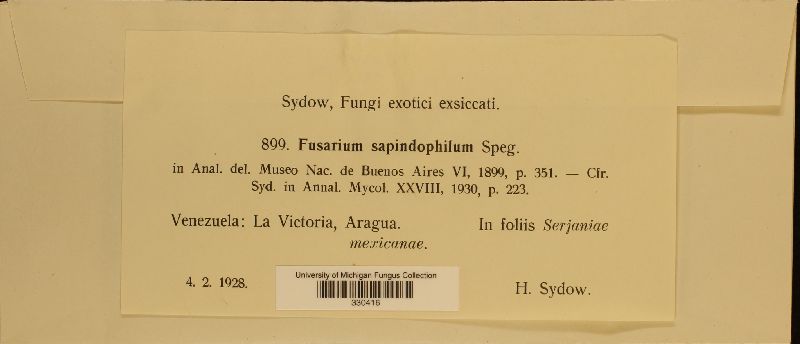 Sydow, Fungi exotici exsiccati.
899. Fusarium sapindophilum Speg.
in Anal. del. Museo Nac. de Buenos Aires VI, 1899, p. 351. — Cfr.
Syd. in Annal. Mycol. XXVIII, 1930, p. 223.
Venezuela: La Victoria, Aragua. In foliis Serjaniae
mexicanae.
4. 2. 1928.
University of Michigan Fungus Collection
330416
H. Sydow.